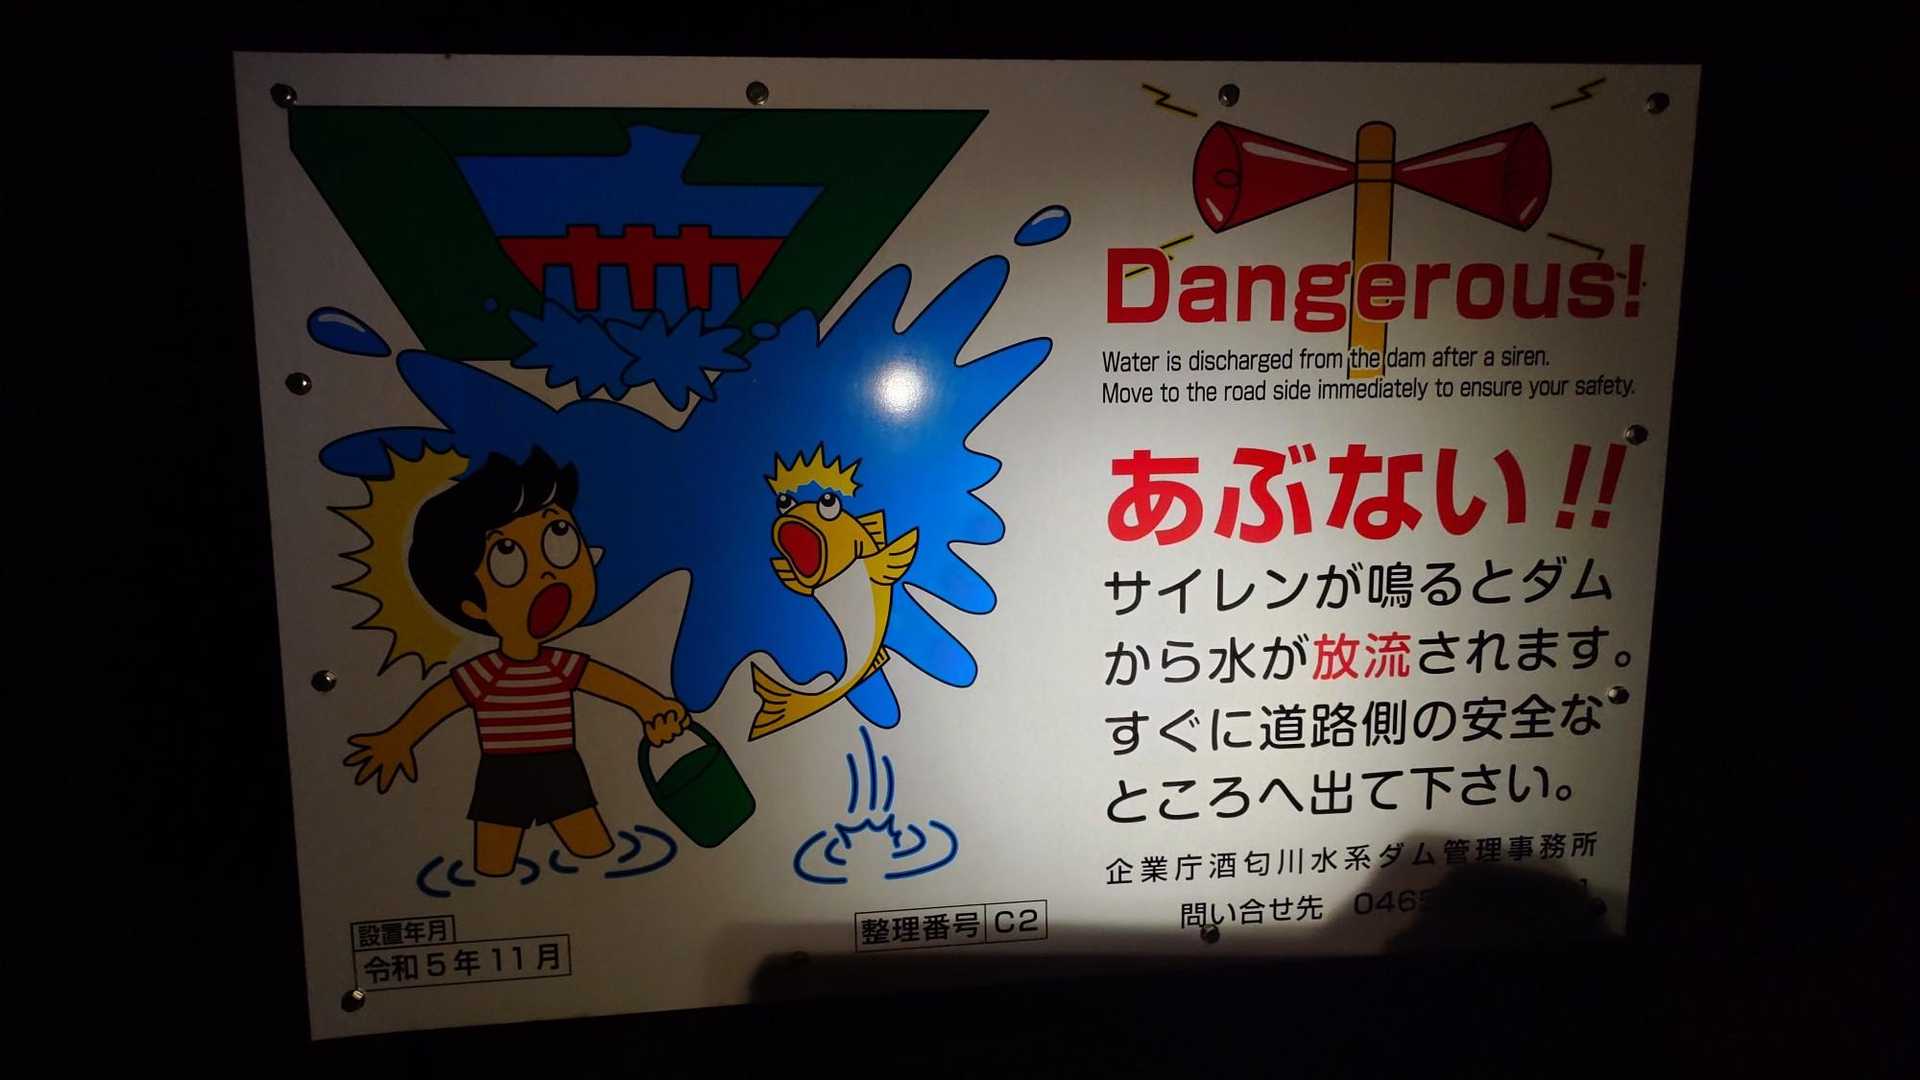 Dangerous!
Water is discharged from the dam after a siren.
Move to the road side immediately to ensure your safety.
あぶない!!
サイレンが鳴るとダム
から水が放流されます。
すぐに道路側の安全な
ところへ出て下さい。
企業庁酒匂川水系ダム管理事務所
問い合せ先 0465
設置年月
令和5年11月
整理番号 C2